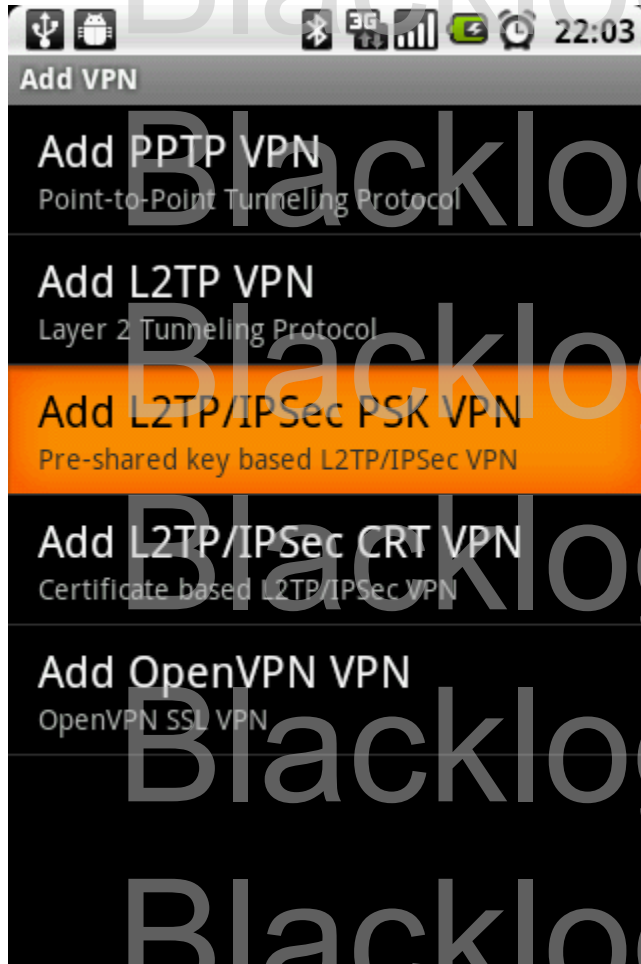 3G 22:03
Add VPN
Add PPTP VPN
Point-to-Point Tunneling Protocol
Add L2TP VPN
Layer 2 Tunneling Protocol
Add L2TP/IPSec PSK VPN
Pre-shared key based L2TP/IPSec VPN
Add L2TP/IPSec CRT VPN
Certificate based L2TP/IPSec VPN
Add OpenVPN VPN
OpenVPN SSL VPN